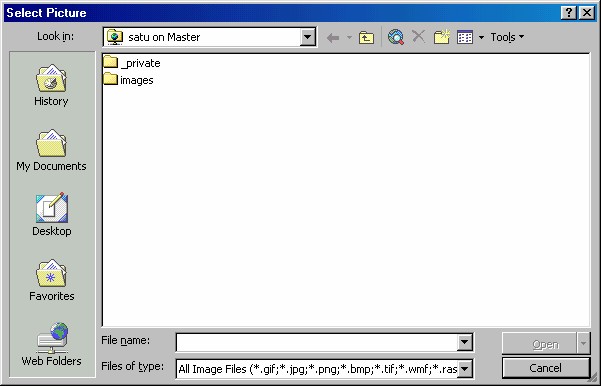 Select Picture
Look in: satu on Master Tools
_private
images
History
My Documents
Desktop
Favorites
Web Folders
File name:
Open
Files of type: All Image Files (*.gif;*.jpg;*.png;*.bmp;*.tif;*.wmf;*.ras
Cancel